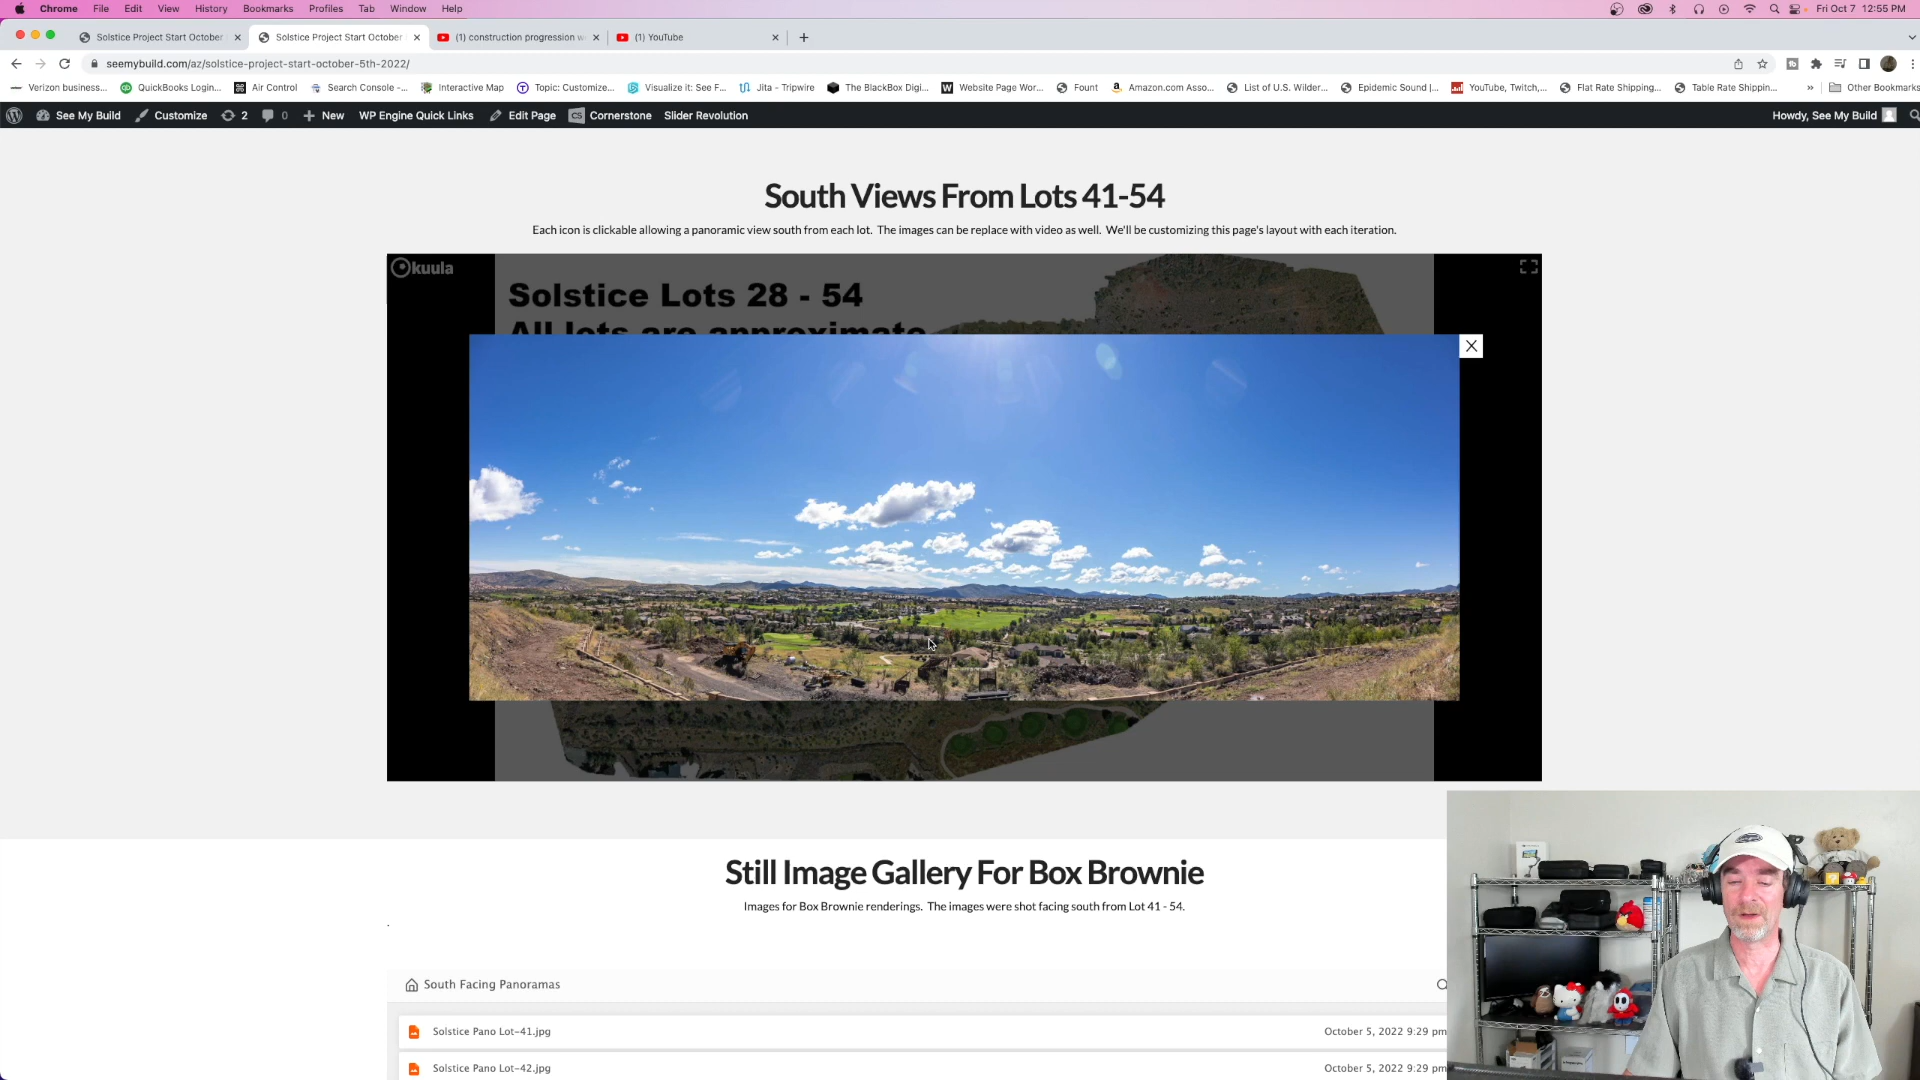 Chrome File Edit View History Bookmarks Profiles Tab Window Help
Fri Oct 7 12:55 PM
Solstice Project Start October
Solstice Project Start October
(1) construction progression w
(1) YouTube
seemybuild.com/az/solstice-project-start-october-5th-2022/
Verizon business... QuickBooks Login... Air Control Search Console -... Interactive Map Topic: Customize... Visualize it: See F... Jita - Tripwire The BlackBox Digi... Website Page Wor... Fount Amazon.com Asso... List of U.S. Wilder... Epidemic Sound |... YouTube, Twitch,... Flat Rate Shipping... Table Rate Shippin... » Other Bookmarks
See My Build Customize 2 0 New WP Engine Quick Links Edit Page CS Cornerstone Slider Revolution Howdy, See My Build
South Views From Lots 41-54
Each icon is clickable allowing a panoramic view south from each lot. The images can be replace with video as well. We'll be customizing this page's layout with each iteration.
kuula
Solstice Lots 28 - 54
All lots are approximate
Still Image Gallery For Box Brownie
Images for Box Brownie renderings. The images were shot facing south from Lot 41 - 54.
South Facing Panoramas
Solstice Pano Lot-41.jpg October 5, 2022 9:29 pm
Solstice Pano Lot-42.jpg October 5, 2022 9:29 pm